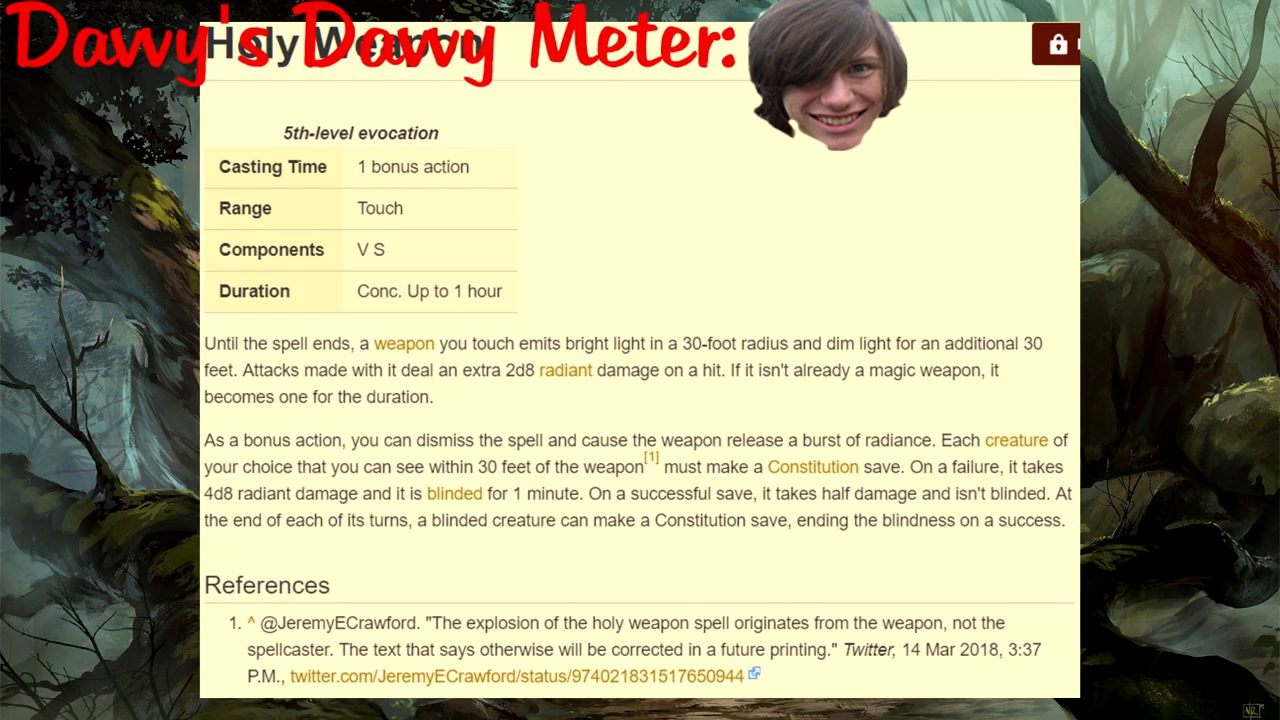 Davvy's Davvy Meter:
Holy Weapon
5th-level evocation
Casting Time 1 bonus action
Range Touch
Components V S
Duration Conc. Up to 1 hour
Until the spell ends, a weapon you touch emits bright light in a 30-foot radius and dim light for an additional 30
feet. Attacks made with it deal an extra 2d8 radiant damage on a hit. If it isn't already a magic weapon, it
becomes one for the duration.
As a bonus action, you can dismiss the spell and cause the weapon release a burst of radiance. Each creature of
your choice that you can see within 30 feet of the weapon[1] must make a Constitution save. On a failure, it takes
4d8 radiant damage and it is blinded for 1 minute. On a successful save, it takes half damage and isn't blinded. At
the end of each of its turns, a blinded creature can make a Constitution save, ending the blindness on a success.
References
1. ^ @JeremyECrawford. "The explosion of the holy weapon spell originates from the weapon, not the
spellcaster. The text that says otherwise will be corrected in a future printing." Twitter, 14 Mar 2018, 3:37
P.M., twitter.com/JeremyECrawford/status/974021831517650944